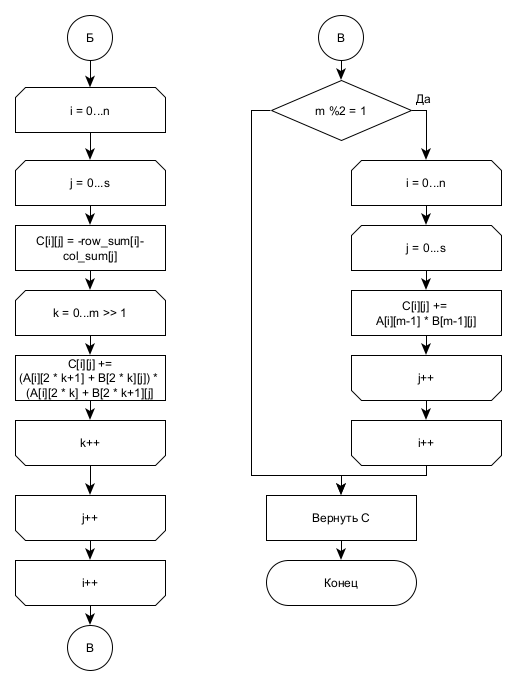 Б
i = 0...n
j = 0...s
C[i][j] = -row_sum[i]-
col_sum[j]
k = 0...m >> 1
C[i][j] +=
(A[i][2 * k+1] + B[2 * k][j]) *
(A[i][2 * k] + B[2 * k+1][j]
k++
j++
i++
В
В
m %2 = 1
Да
i = 0...n
j = 0...s
C[i][j] +=
A[i][m-1] * B[m-1][j]
j++
i++
Вернуть С
Конец